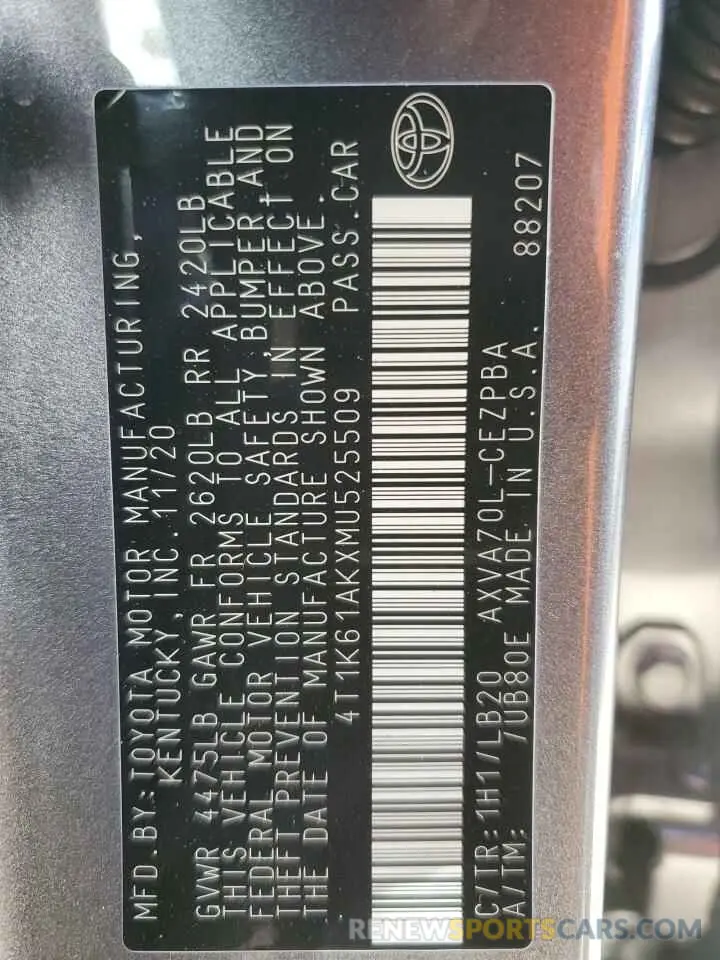 MFD.BY:TOYOTA MOTOR MANUFACTURING,
KENTUCKY, INC. 11/20
GVWR 4475LB GAWR FR 2620LB RR 2420LB
THIS VEHICLE CONFORMS TO ALL APPLICABLE
FEDERAL MOTOR VEHICLE SAFETY,BUMPER,AND
THEFT PREVENTION STANDARDS IN EFFECT ON
THE DATE OF MANUFACTURE SHOWN ABOVE.
4T1K61AKXMU525509 PASS.CAR
C/TR:1H1/LB20 AXVA70L-CEZPBA
A/TM: /UB80E MADE IN U.S.A. 88207
RENEWSPORTSCARS.COM